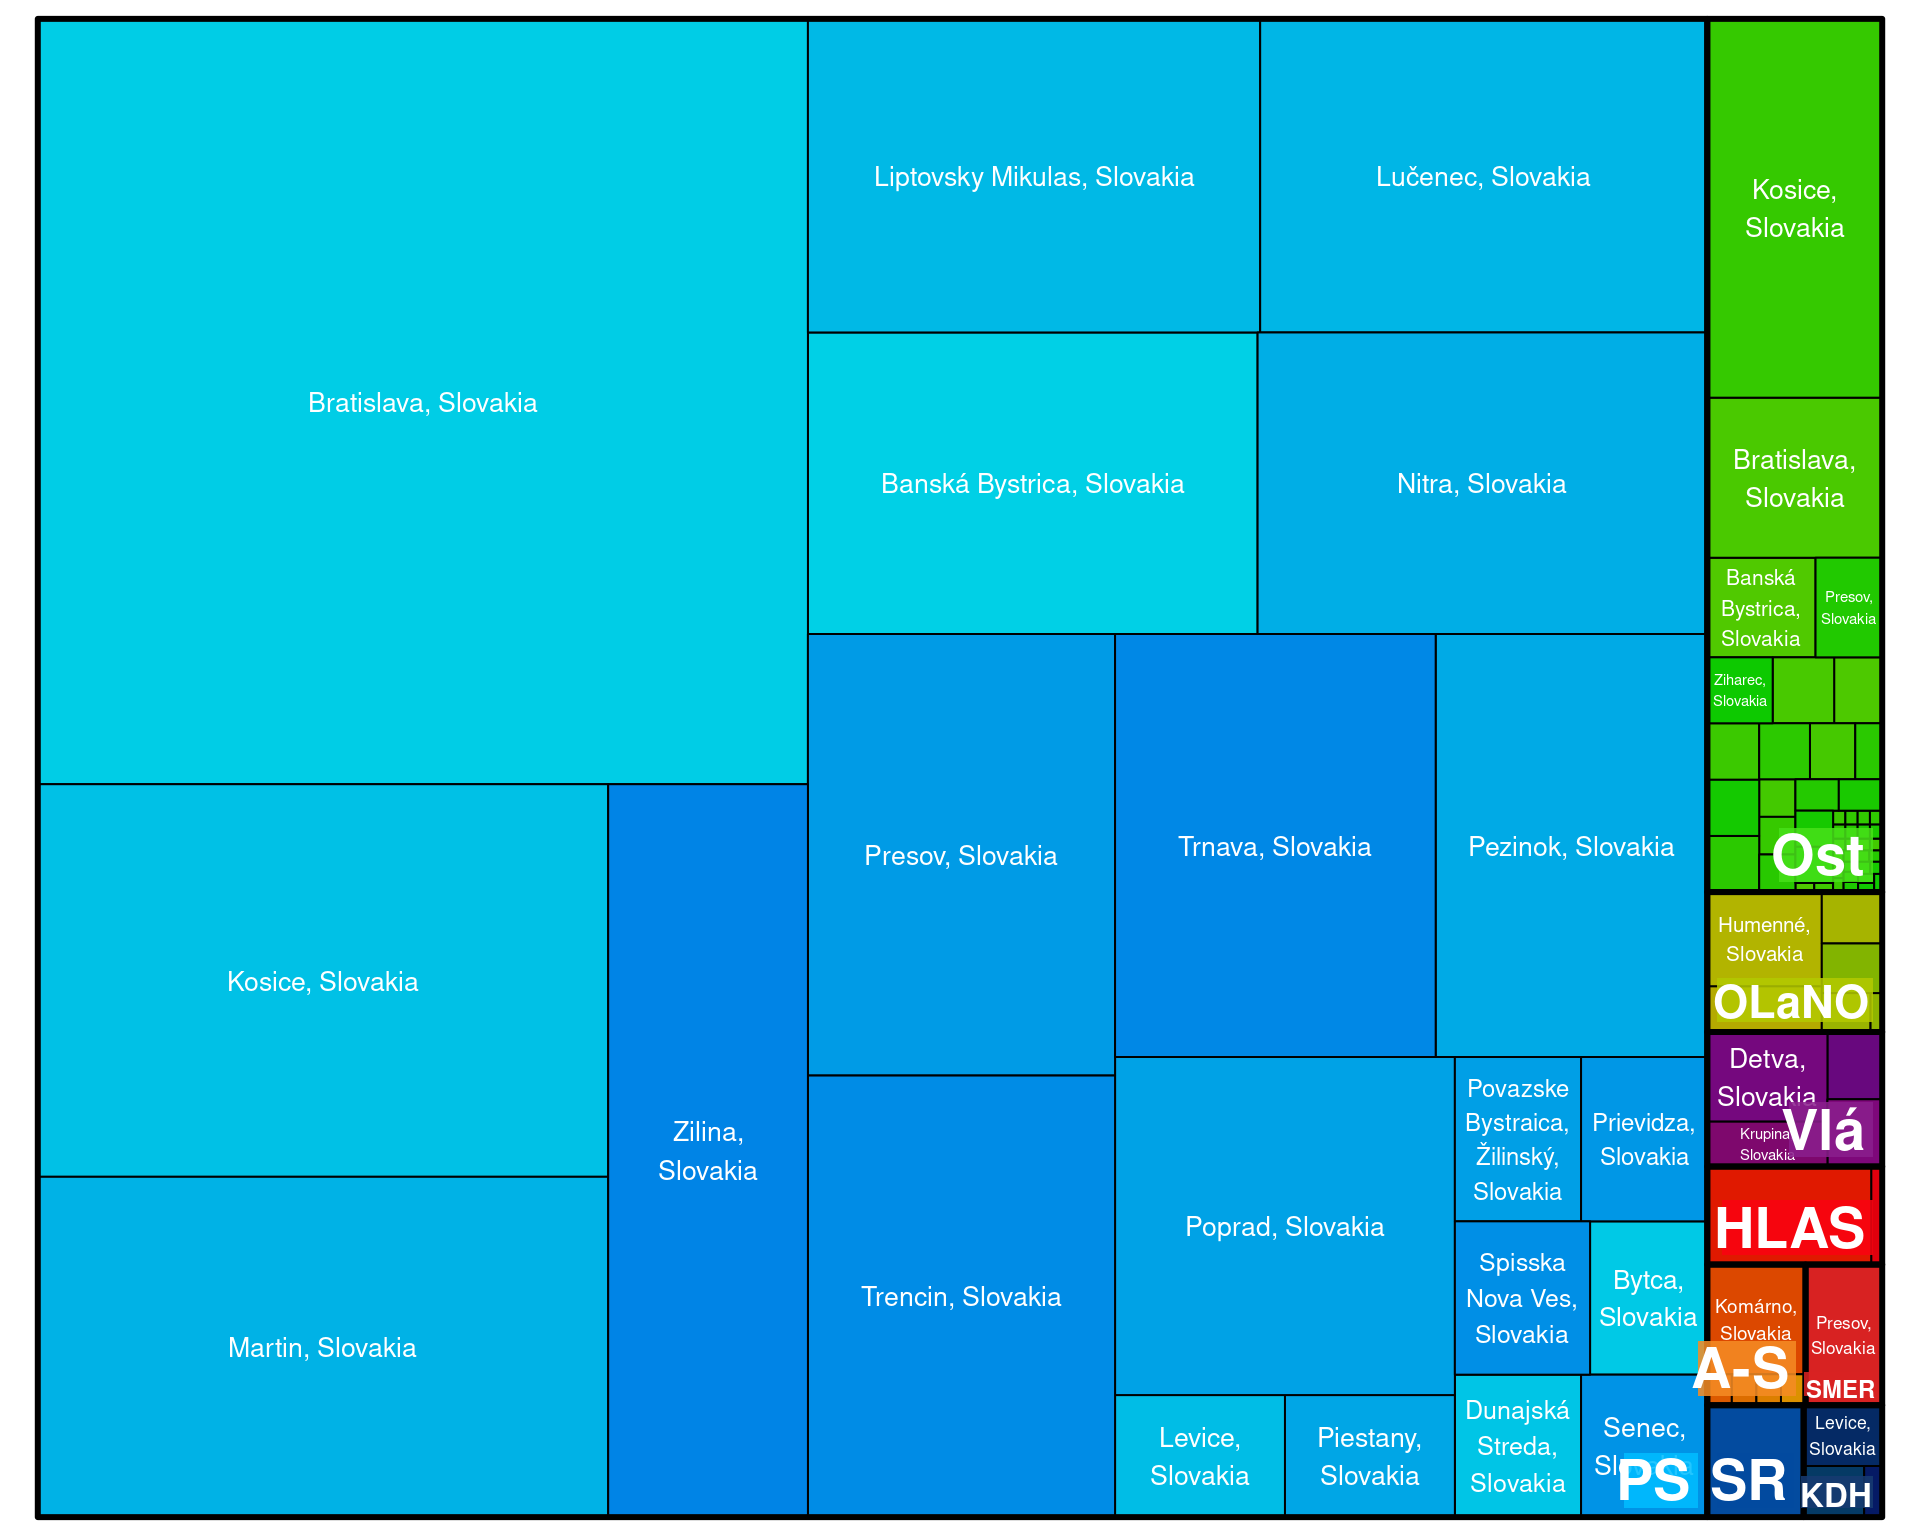 Bratislava, Slovakia
Liptovsky Mikulas, Slovakia
Lučenec, Slovakia
Banská Bystrica, Slovakia
Nitra, Slovakia
Kosice, Slovakia
Martin, Slovakia
Zilina,
Slovakia
Presov, Slovakia
Trencin, Slovakia
Trnava, Slovakia
Pezinok, Slovakia
Poprad, Slovakia
Levice,
Slovakia
Piestany,
Slovakia
Povazske
Bystraica,
Žilinský,
Slovakia
Prievidza,
Slovakia
Spisska
Nova Ves,
Slovakia
Bytca,
Slovakia
Dunajská
Streda,
Slovakia
Senec,
Slovakia
PS
Kosice,
Slovakia
Bratislava,
Slovakia
Banská
Bystrica,
Slovakia
Presov,
Slovakia
Ziharec,
Slovakia
Ost
Humenné,
Slovakia
OLaNO
Detva,
Slovakia
Krupina
Slovakia
Vlá
HLAS
Komárno,
Slovakia
A-S
Presov,
Slovakia
SMER
SR
Levice,
Slovakia
KDH